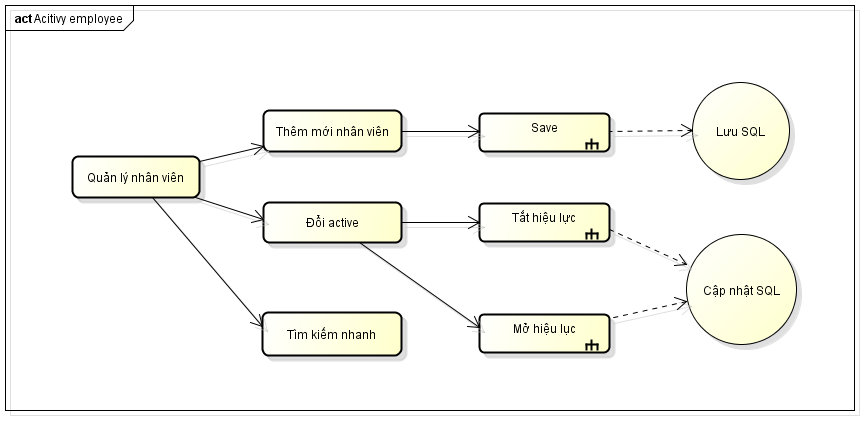 act Acitivy employee
Thêm mới nhân viên
Save
Lưu SQL
Quản lý nhân viên
Đổi active
Tắt hiệu lực
Cập nhật SQL
Tìm kiếm nhanh
Mở hiệu lục